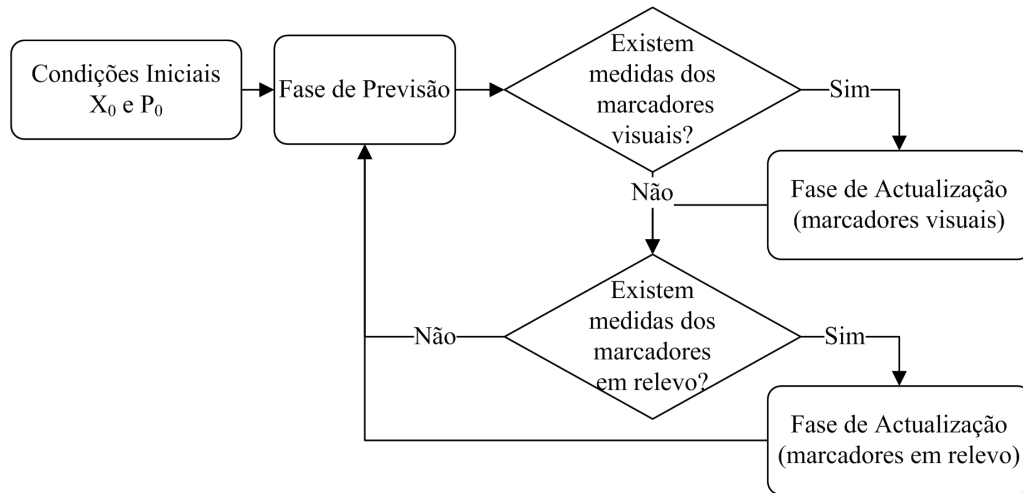 Condições Iniciais
X₀ e P₀
Fase de Previsão
Existem
medidas dos
marcadores
visuais?
Sim
Fase de Actualização
(marcadores visuais)
Não
Existem
medidas dos
marcadores
em relevo?
Não
Sim
Fase de Actualização
(marcadores em relevo)